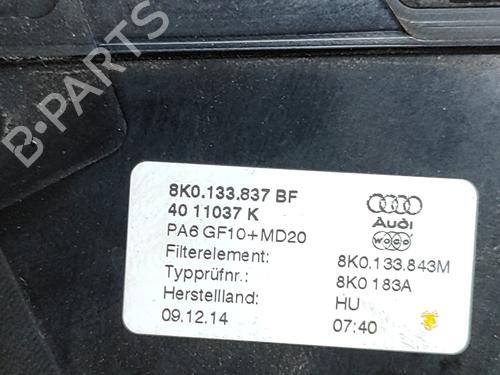 B-PARTS
8K0.133.837 BF
40 11037 K
PA6 GF10+MD20
Audi
woco
Filterelement: 8K0.133.843M
Typprüfnr.: 8K0 183A
Herstellland: HU
09.12.14 07:40